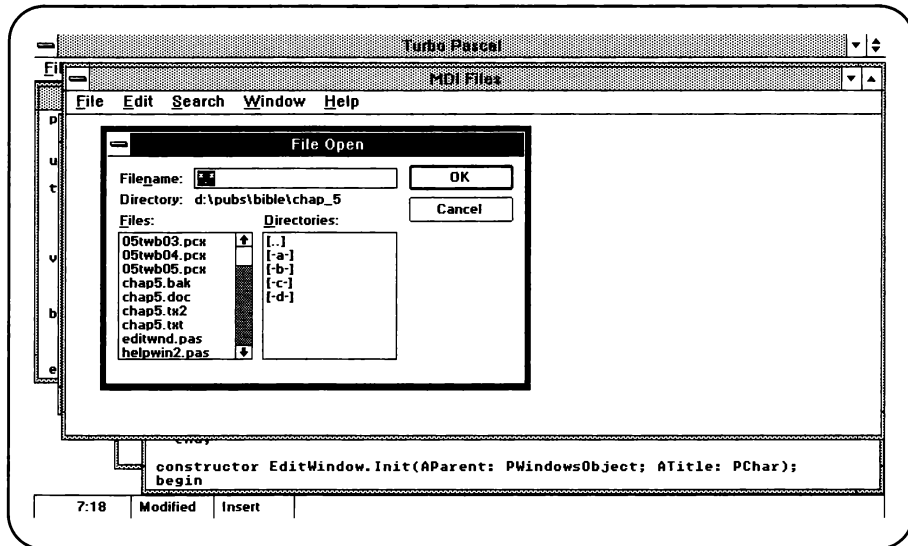 Turbo Pascal
Fil
MDI Files
File Edit Search Window Help
File Open
Filename: *.*
OK
Directory: d:\pubs\bible\chap_5
Cancel
Files:
Directories:
05twb03.pcx
05twb04.pcx
05twb05.pcx
chap5.bak
chap5.doc
chap5.tx2
chap5.txt
editwnd.pas
helpwin2.pas
[..]
[-a-]
[-b-]
[-c-]
[-d-]
p
u
t
v
b
e
constructor EditWindow.Init(AParent: PWindowsObject; ATitle: PChar);
begin
7:18 Modified Insert